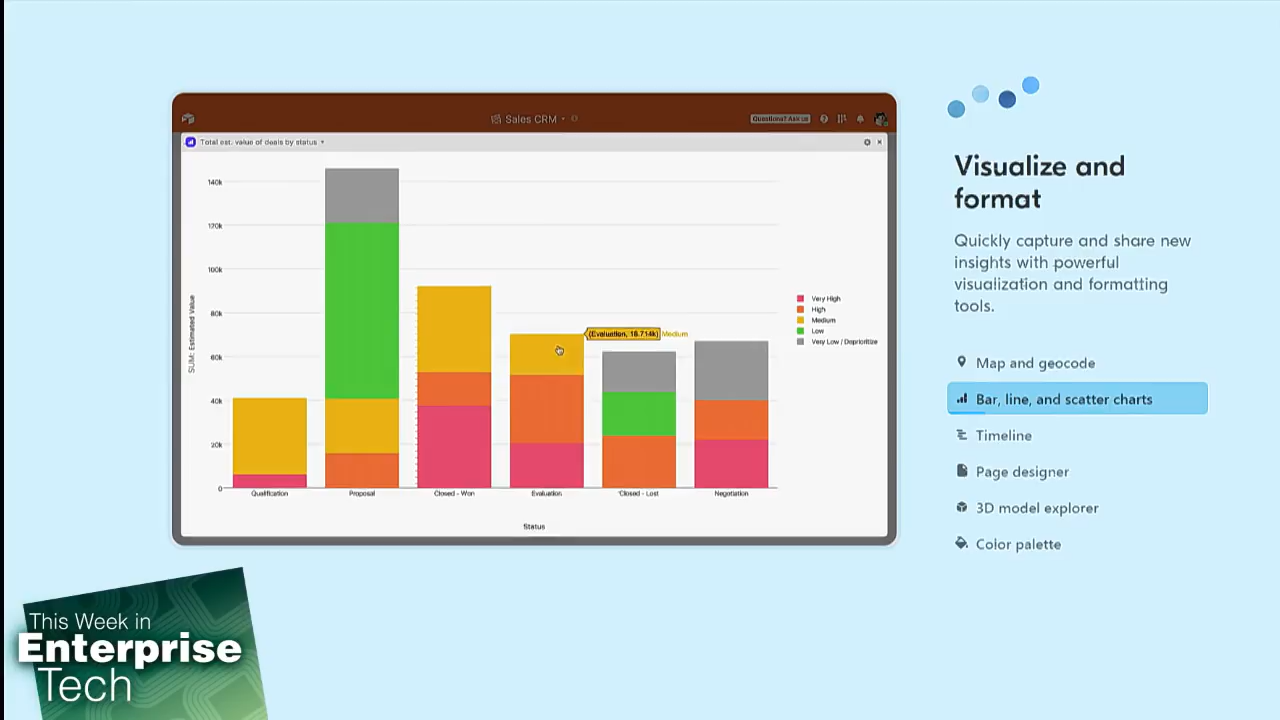 Sales CRM
Questions? Ask us
Total est. value of deals by status
140k
120k
100k
80k
60k
40k
20k
0
SUM: Estimated Value
Qualification
Proposal
Closed - Won
Evaluation
Closed - Lost
Negotiation
Status
(Evaluation, 18.714k) Medium
Very High
High
Medium
Low
Very Low / Deprioritize
Visualize and
format
Quickly capture and share new
insights with powerful
visualization and formatting
tools.
Map and geocode
Bar, line, and scatter charts
Timeline
Page designer
3D model explorer
Color palette
This Week in
Enterprise
Tech